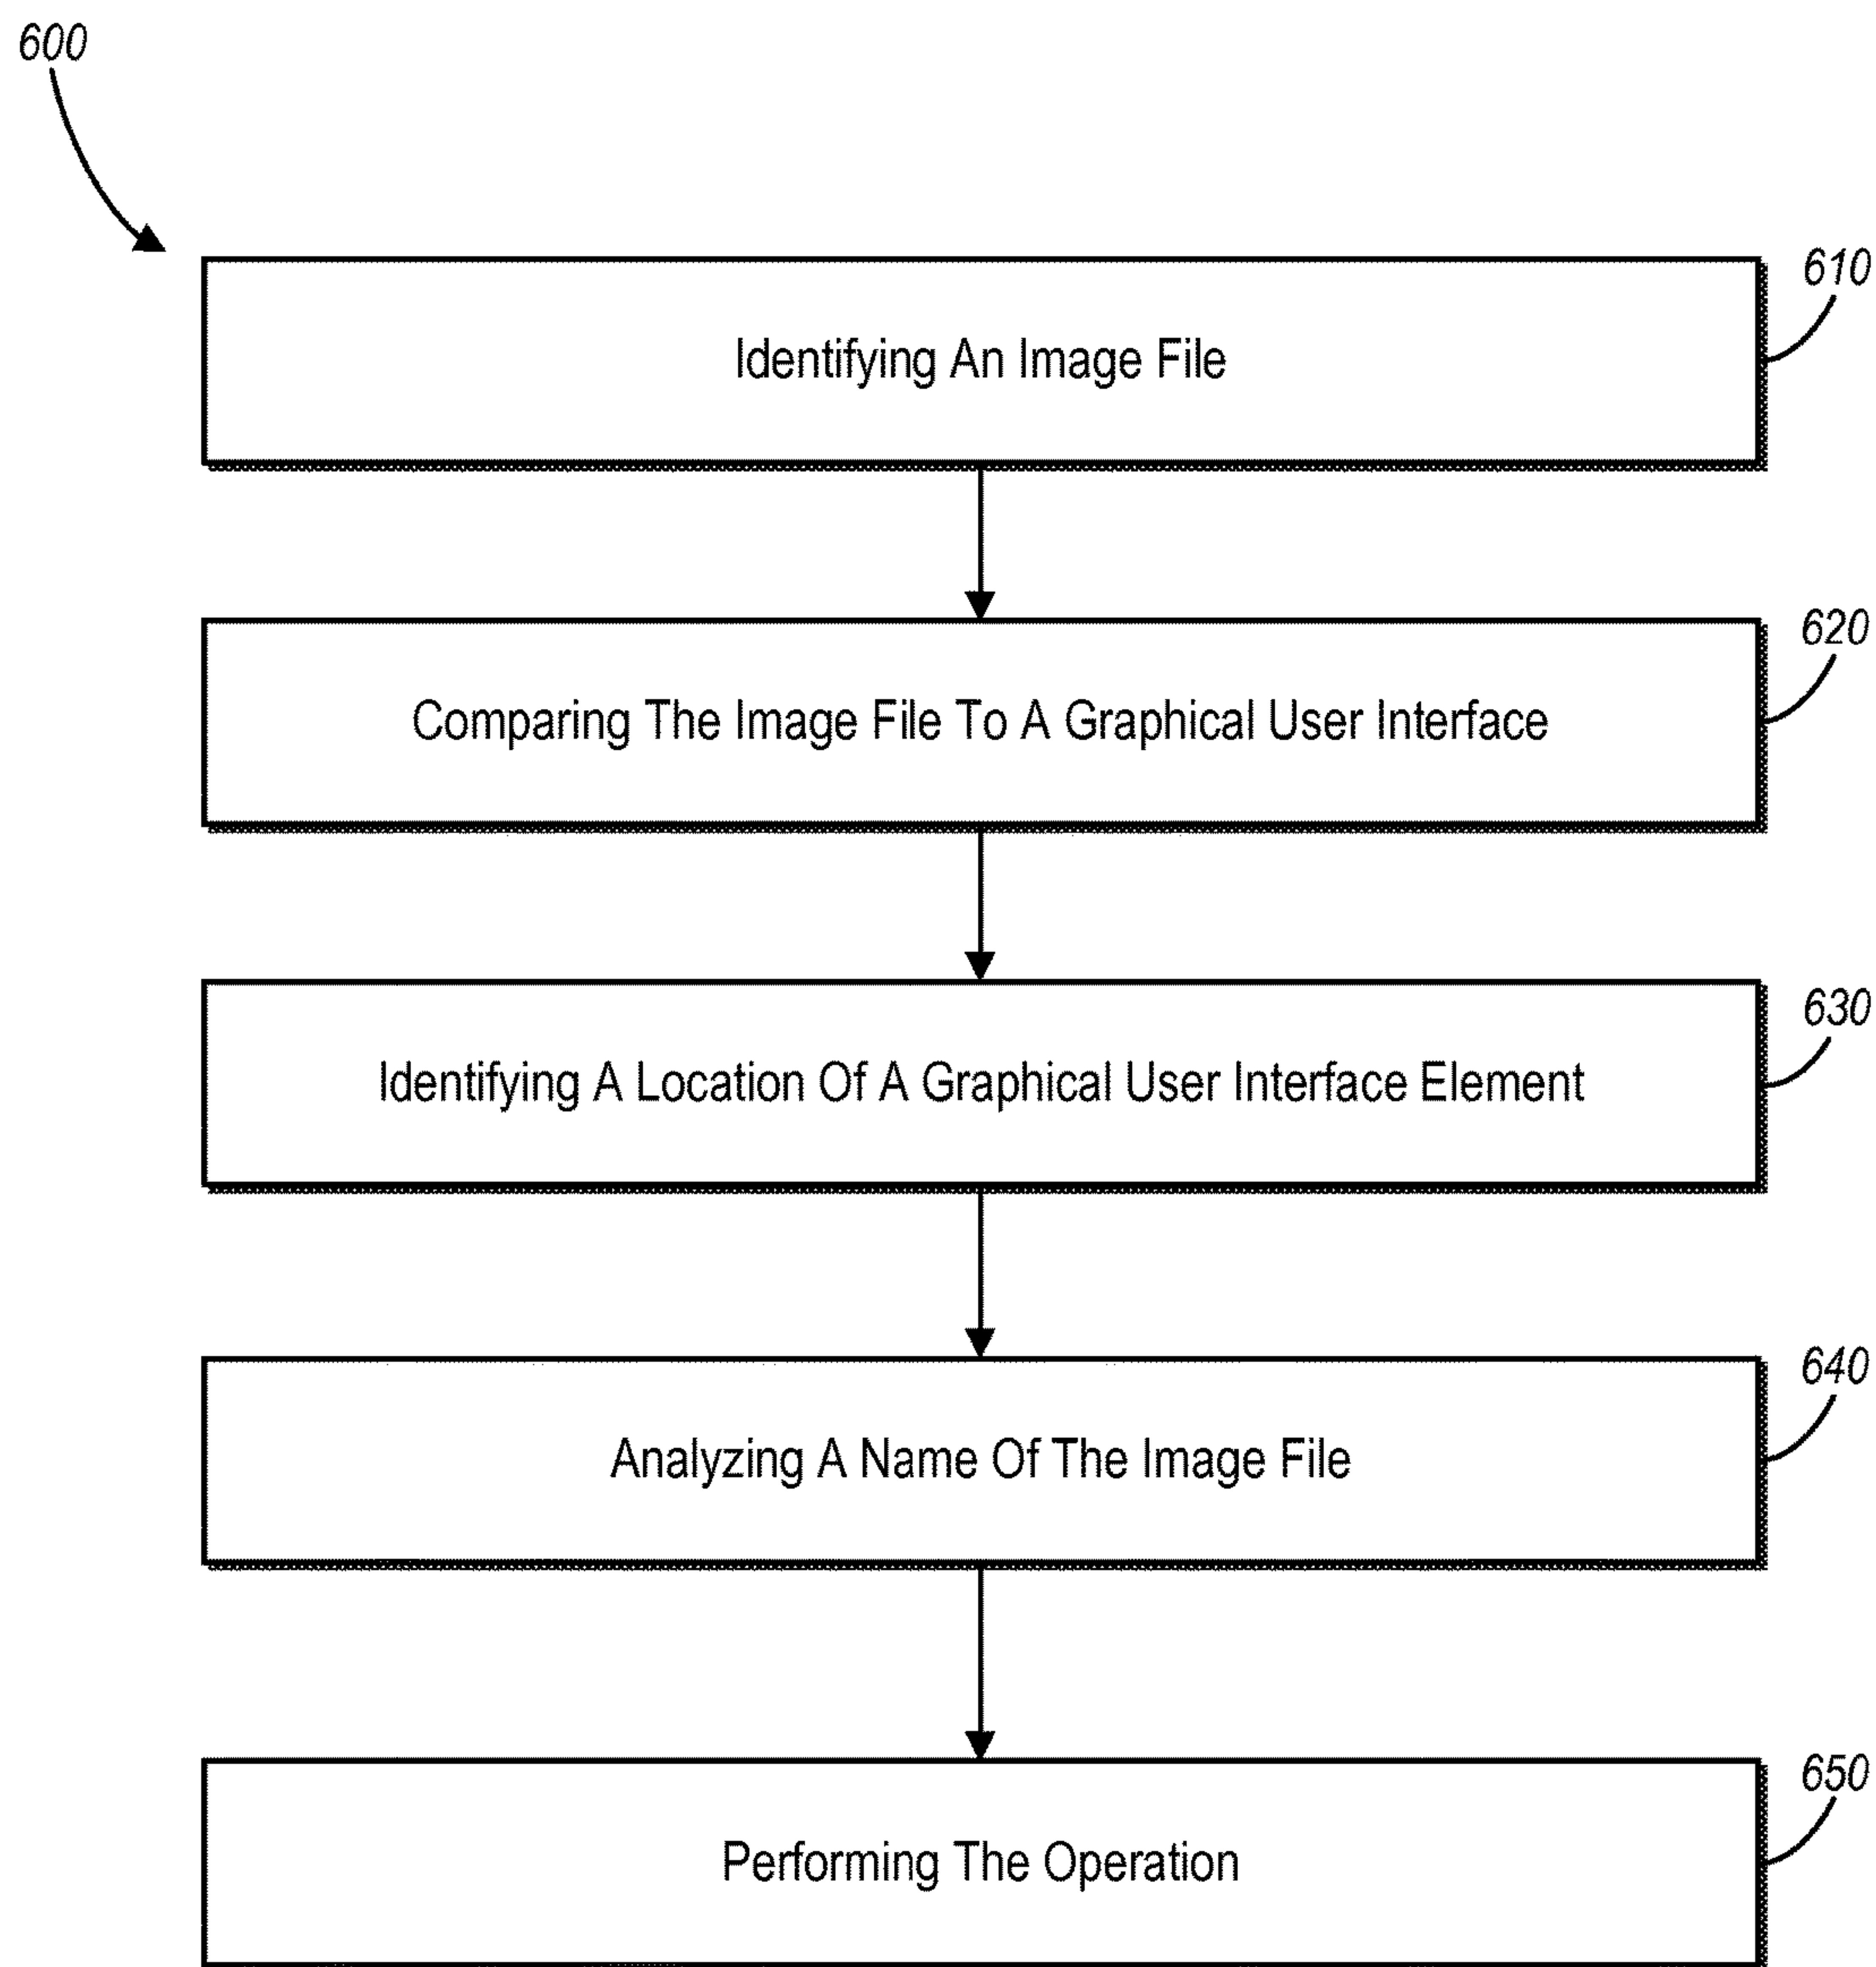 600
610
Identifying An Image File
620
Comparing The Image File To A Graphical User Interface
630
Identifying A Location Of A Graphical User Interface Element
640
Analyzing A Name Of The Image File
650
Performing The Operation